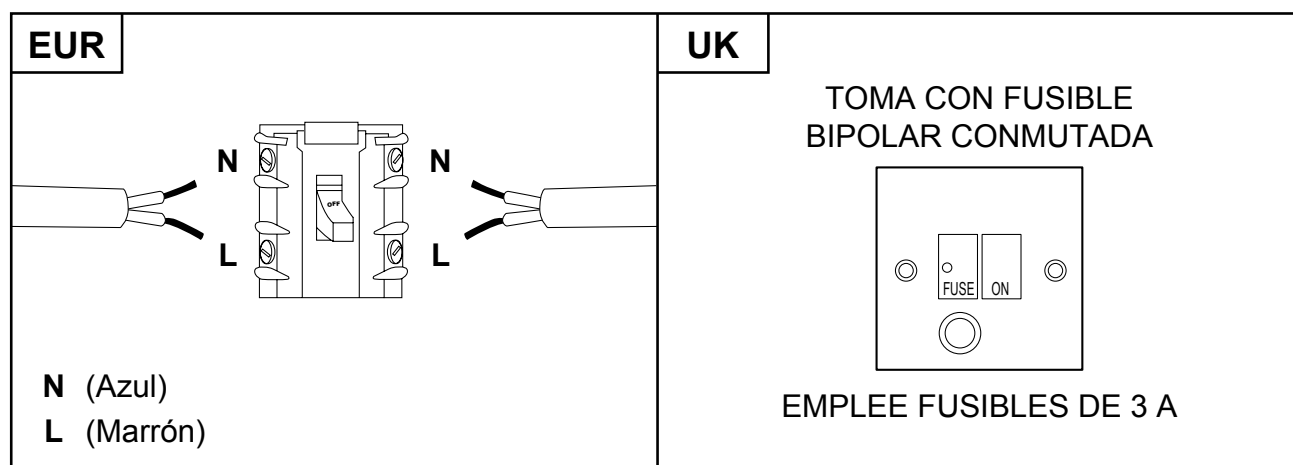 EUR
N N
OFF
L L
N (Azul)
L (Marrón)
UK
TOMA CON FUSIBLE
BIPOLAR CONMUTADA
FUSE ON
EMPLEE FUSIBLES DE 3 A